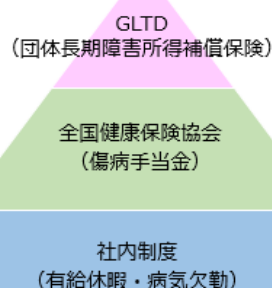 GLTD
（団体長期障害所得補償保険）
全国健康保険協会
（傷病手当金）
社内制度
（有給休暇・病気欠勤）